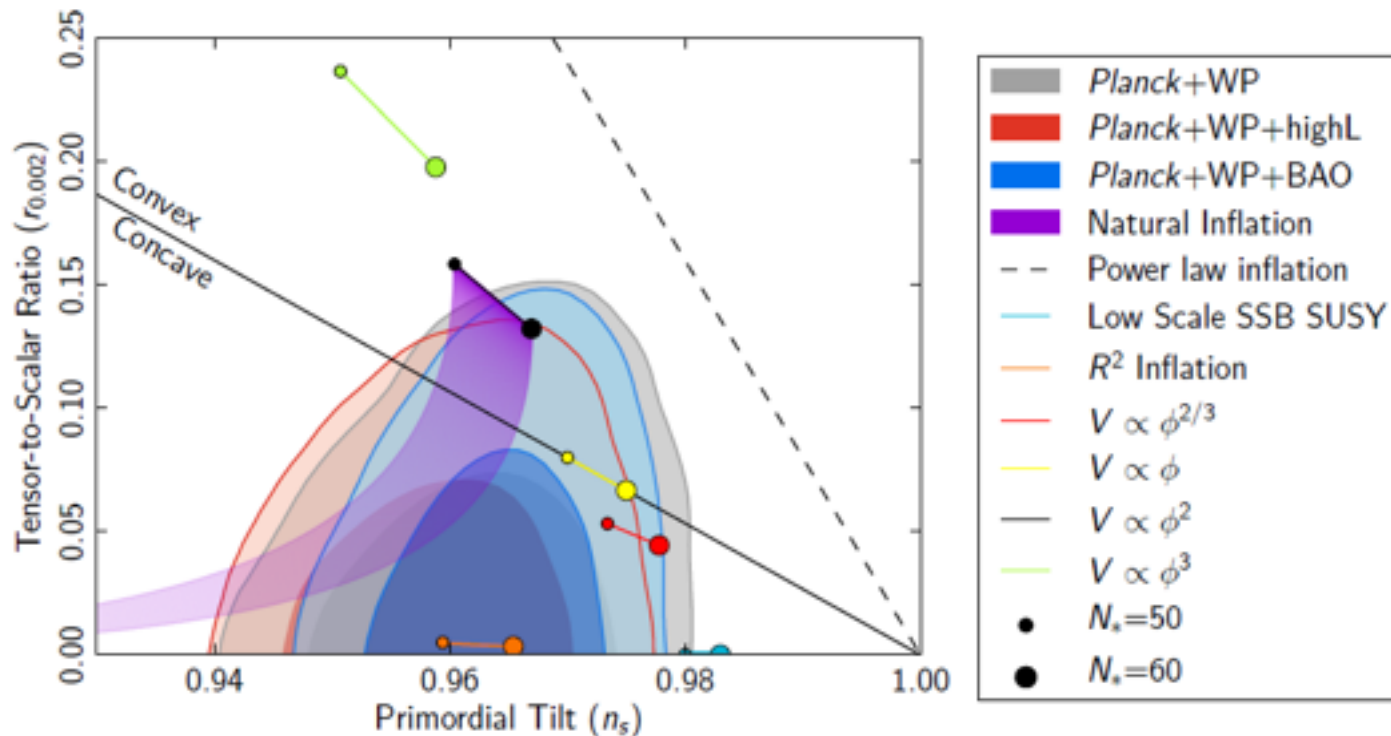 Tensor-to-Scalar Ratio (r₀.₀₀₂)
0.25
0.20
0.15
0.10
0.05
0.00
Convex
Concave
0.94
0.96
0.98
1.00
Primordial Tilt (nₛ)
Planck+WP
Planck+WP+highL
Planck+WP+BAO
Natural Inflation
Power law inflation
Low Scale SSB SUSY
R² Inflation
V ∝ ϕ²ᐟ³
V ∝ ϕ
V ∝ ϕ²
V ∝ ϕ³
N*=50
N*=60